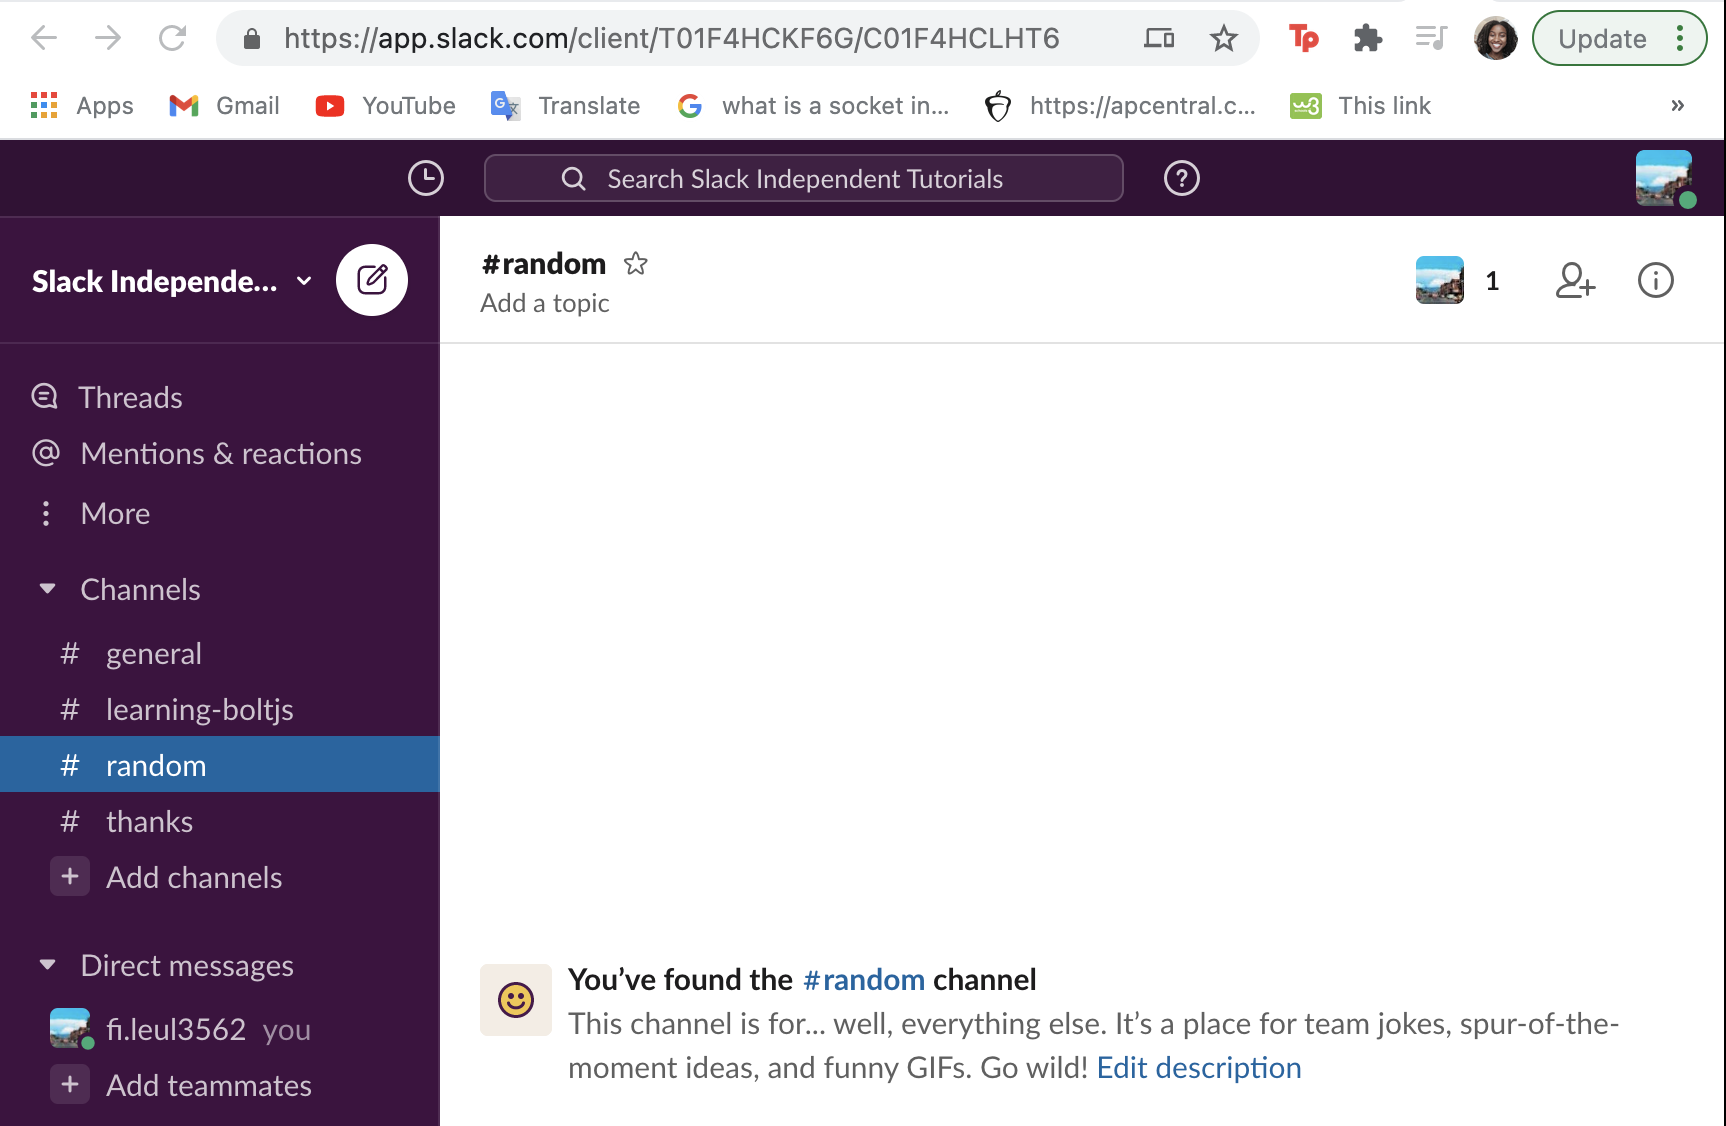 https://app.slack.com/client/T01F4HCKF6G/C01F4HCLHT6
Tp
Update
Apps
Gmail
YouTube
Translate
what is a socket in...
https://apcentral.c...
This link
»
Search Slack Independent Tutorials
Slack Independe...
#random
Add a topic
1
Threads
Mentions & reactions
More
Channels
# general
# learning-boltjs
# random
# thanks
+ Add channels
Direct messages
fi.leul3562 you
+ Add teammates
You’ve found the #random channel
This channel is for... well, everything else. It’s a place for team jokes, spur-of-the-
moment ideas, and funny GIFs. Go wild! Edit description